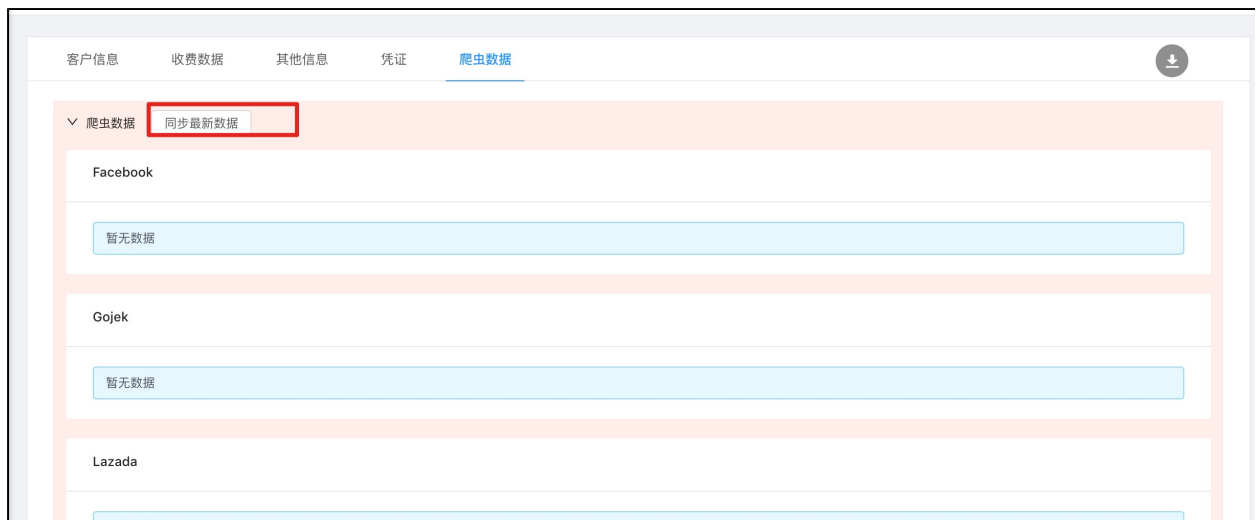 客户信息 收费数据 其他信息 凭证 爬虫数据
爬虫数据 同步最新数据
Facebook
暂无数据
Gojek
暂无数据
Lazada